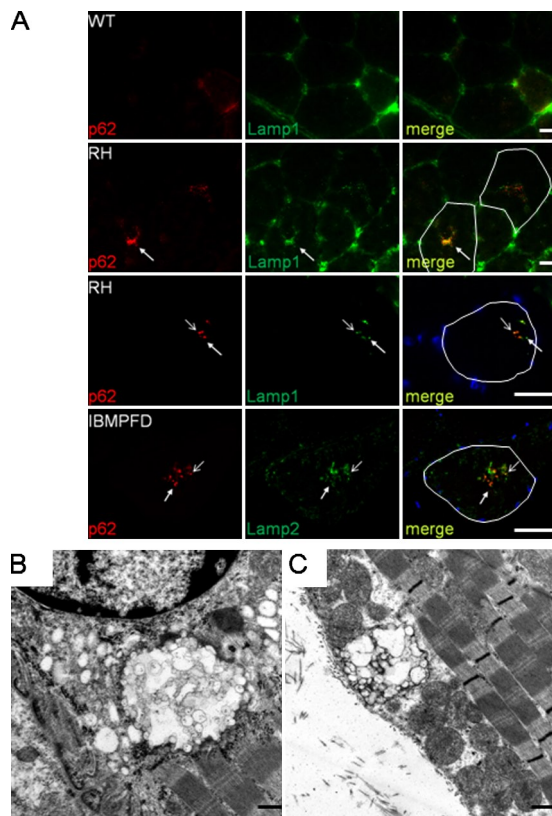 A
WT
p62
Lamp1
merge
RH
p62
Lamp1
merge
RH
p62
Lamp1
merge
IBMPFD
p62
Lamp2
merge
B
C